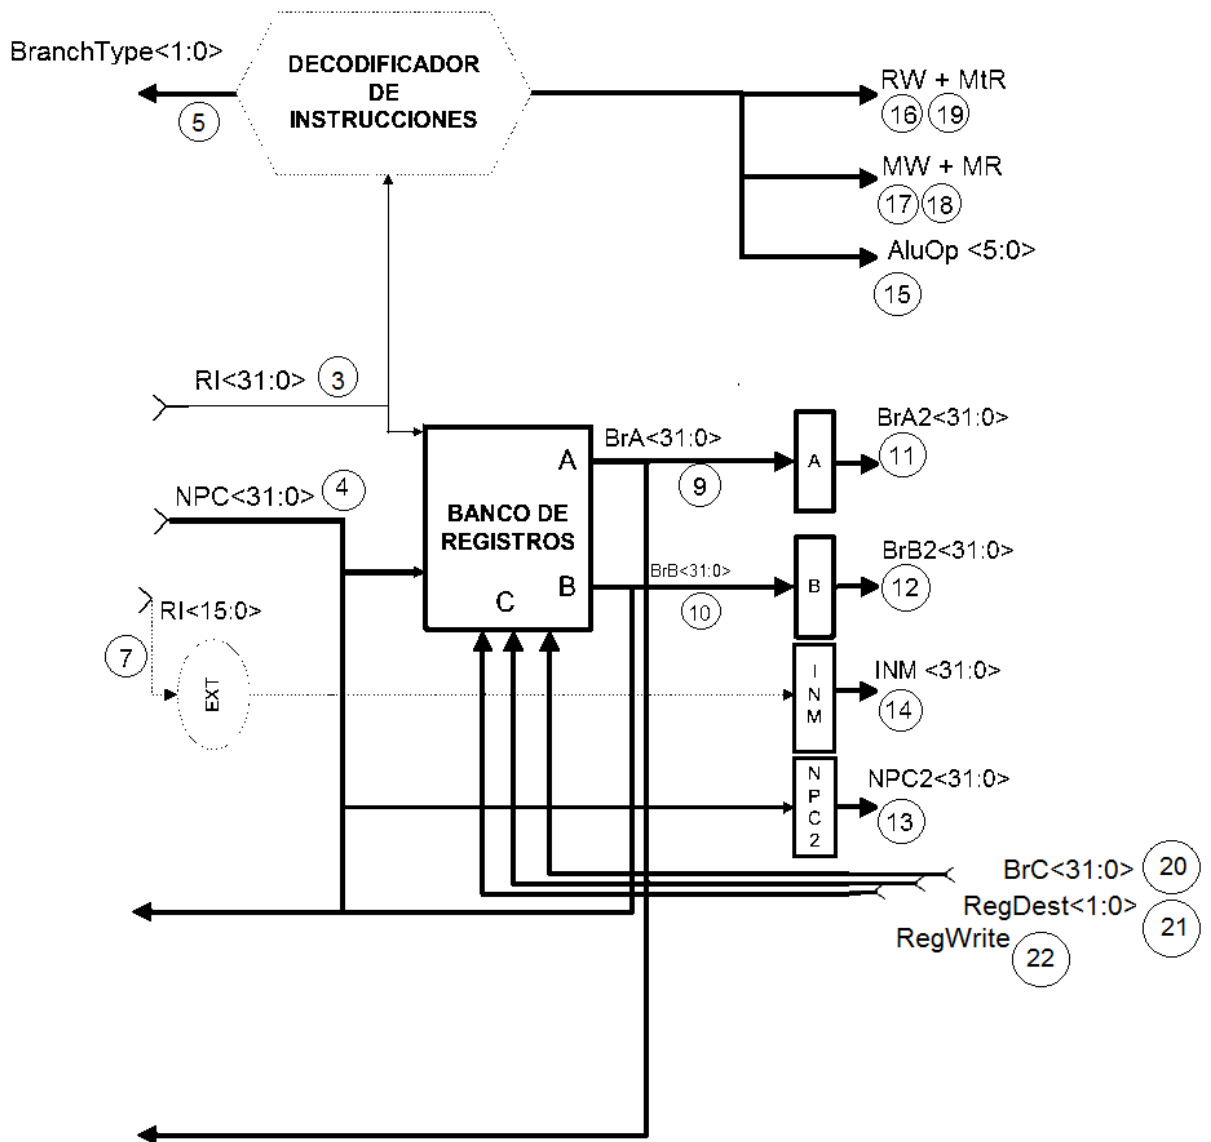 BranchType<1:0>
5
DECODIFICADOR
DE
INSTRUCCIONES
RW + MtR
16 19
MW + MR
17 18
AluOp <5:0>
15
RI<31:0> 3
NPC<31:0> 4
RI<15:0>
7
EXT
BANCO DE
REGISTROS
A
B
C
BrA<31:0>
9
A
BrA2<31:0>
11
BrB<31:0>
10
B
BrB2<31:0>
12
I
N
M
INM <31:0>
14
N
P
C
2
NPC2<31:0>
13
BrC<31:0> 20
RegDest<1:0>
21
RegWrite
22